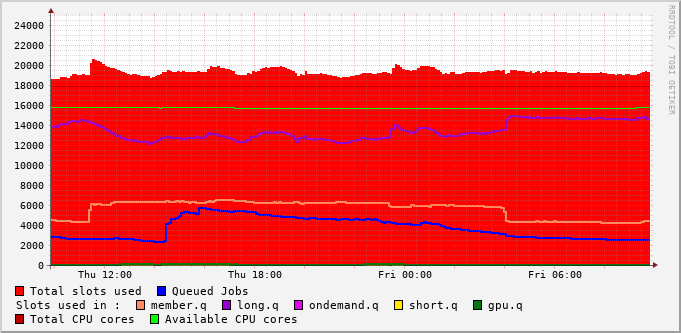 RRDTOOL / TOBI OETIKER
24000
22000
20000
18000
16000
14000
12000
10000
8000
6000
4000
2000
0
Thu 12:00 Thu 18:00 Fri 00:00 Fri 06:00
Total slots used Queued Jobs
Slots used in : member.q long.q ondemand.q short.q gpu.q
Total CPU cores Available CPU cores